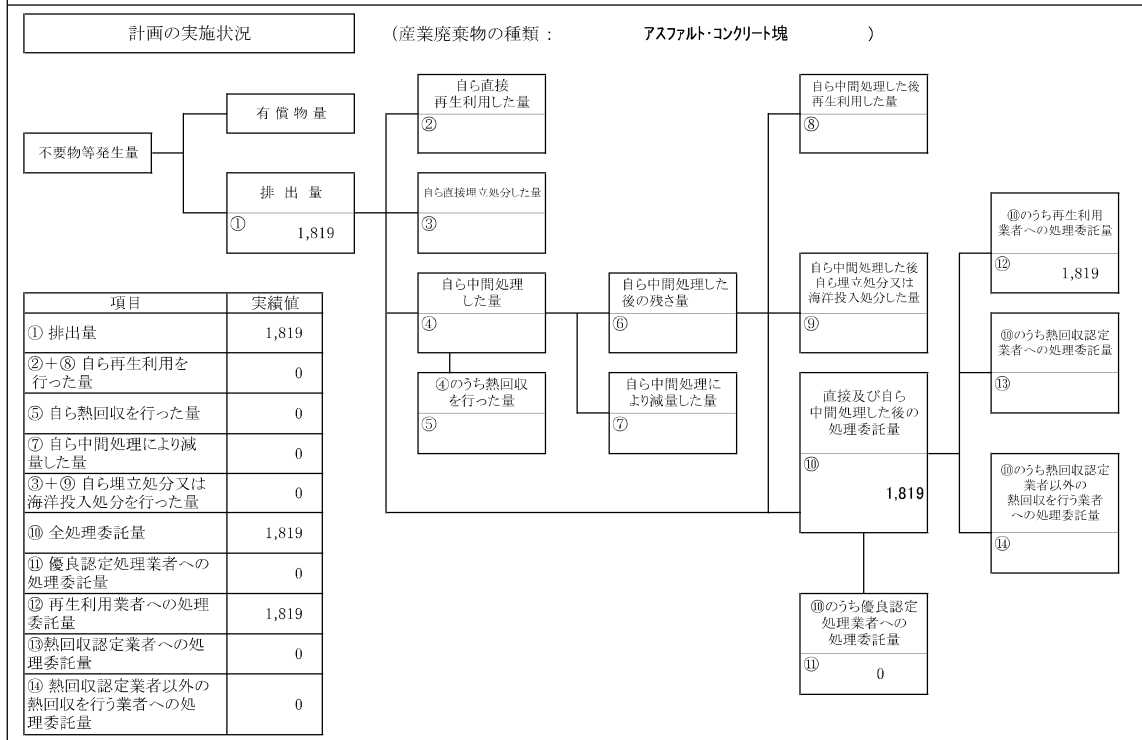 計画の実施状況
(産業廃棄物の種類： アスファルト・コンクリート塊 )
不要物等発生量
有償物量
排出量
①
1,819
自ら直接
再生利用した量
②
自ら直接埋立処分した量
③
自ら中間処理
した量
④
④のうち熱回収
を行った量
⑤
自ら中間処理した
後の残さ量
⑥
自ら中間処理に
より減量した量
⑦
自ら中間処理した後
再生利用した量
⑧
自ら中間処理した後
自ら埋立処分又は
海洋投入処分した量
⑨
直接及び自ら
中間処理した後の
処理委託量
⑩
1,819
⑩のうち優良認定
処理業者への
処理委託量
⑪
0
⑩のうち再生利用
業者への処理委託量
⑫
1,819
⑩のうち熱回収認定
業者への処理委託量
⑬
⑩のうち熱回収認定
業者以外の
熱回収を行う業者
への処理委託量
⑭
項目 実績値
① 排出量 1,819
②＋⑧ 自ら再生利用を
行った量 0
⑤ 自ら熱回収を行った量 0
⑦ 自ら中間処理により減
量した量 0
③＋⑨ 自ら埋立処分又は
海洋投入処分を行った量 0
⑩ 全処理委託量 1,819
⑪ 優良認定処理業者への
処理委託量 0
⑫ 再生利用業者への処理
委託量 1,819
⑬熱回収認定業者への処
理委託量 0
⑭ 熱回収認定業者以外の
熱回収を行う業者への処
理委託量 0